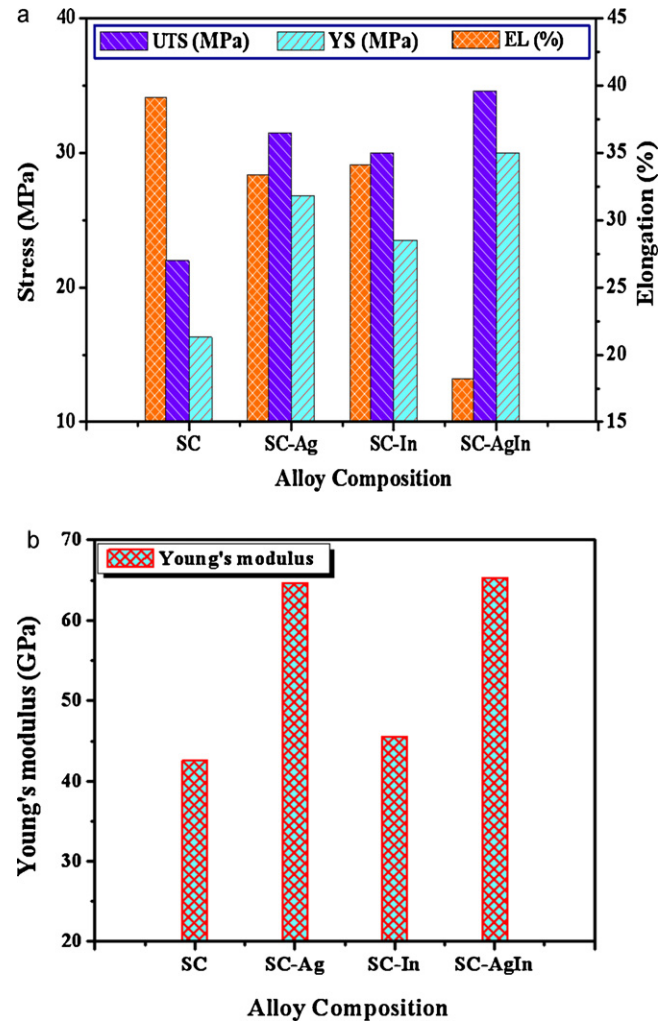 a
40
30
20
10
Stress (MPa)
UTS (MPa) YS (MPa) EL (%)
45
40
35
30
25
20
15
Elongation (%)
SC SC-Ag SC-In SC-AgIn
Alloy Composition
b
70
60
50
40
30
20
Young's modulus (GPa)
Young's modulus
SC SC-Ag SC-In SC-AgIn
Alloy Composition